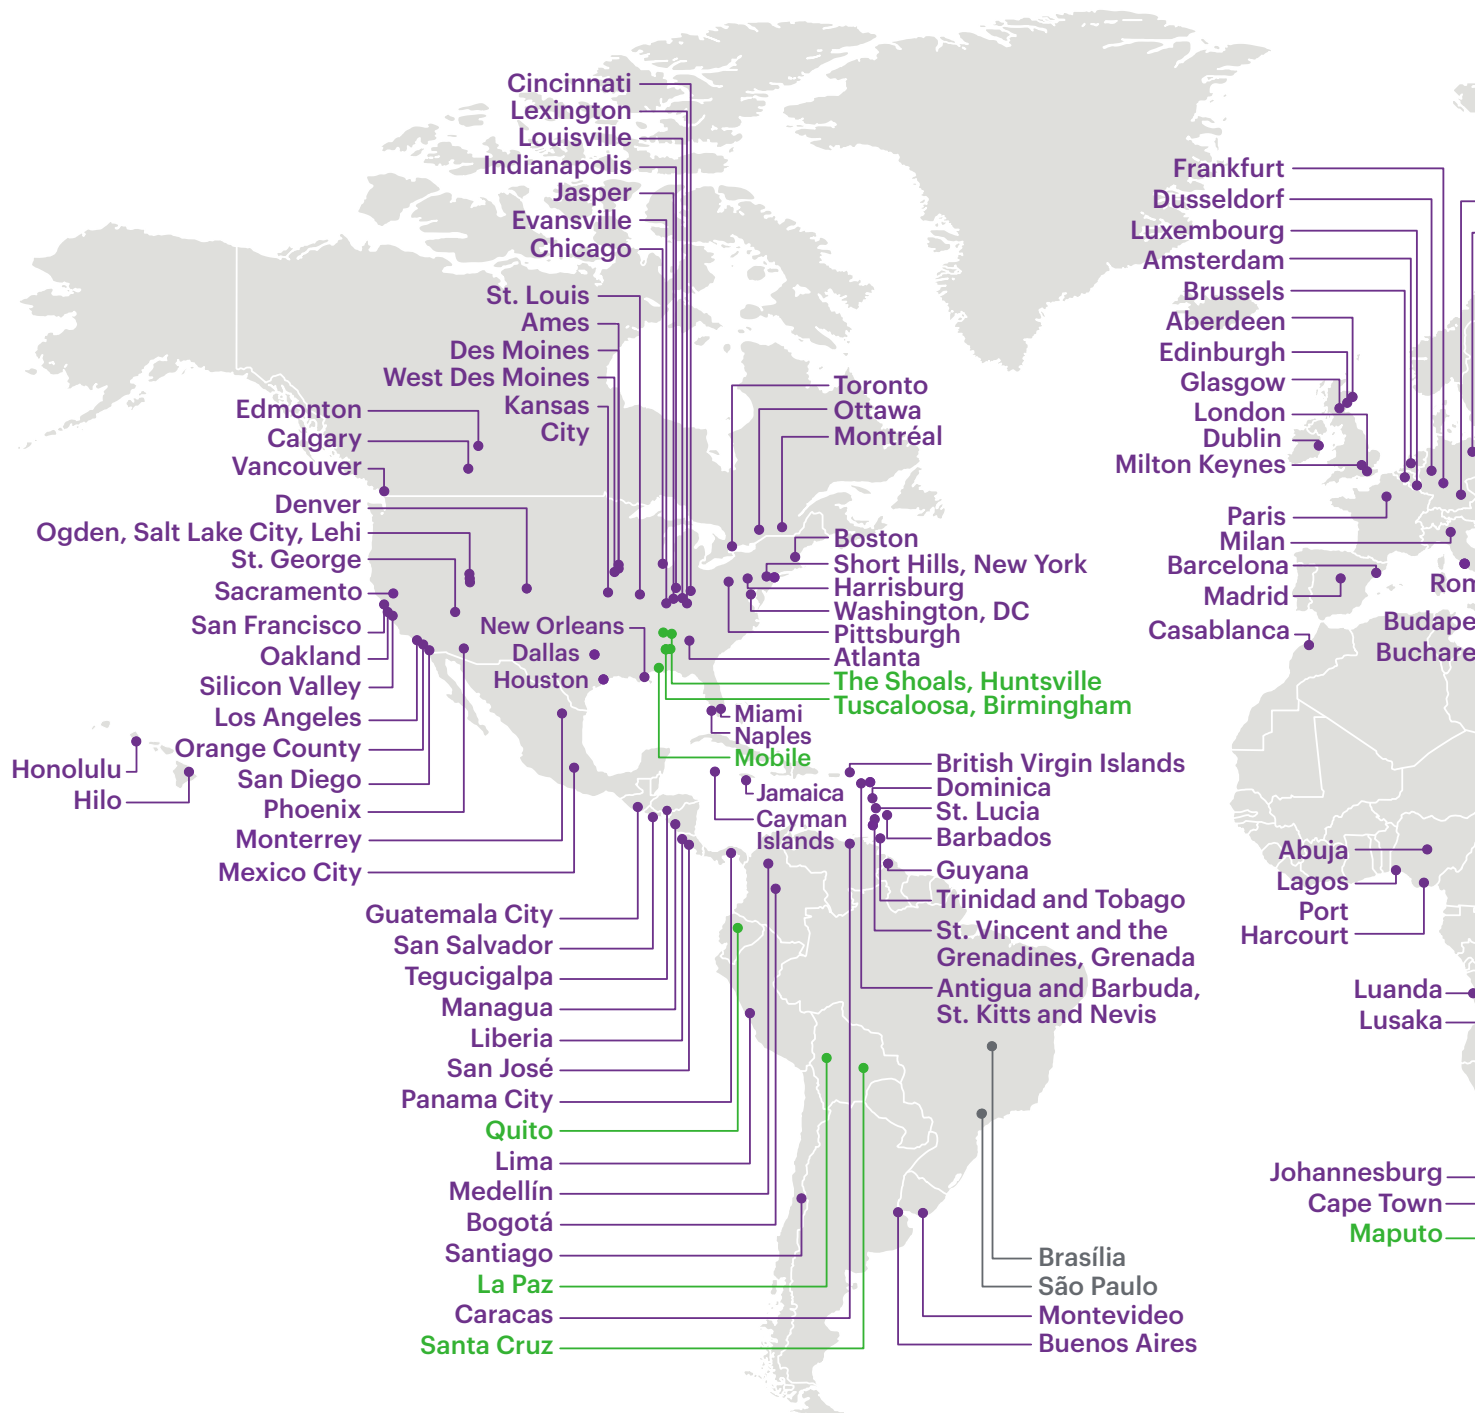 Cincinnati
Lexington
Louisville
Indianapolis
Jasper
Evansville
Chicago
St. Louis
Ames
Des Moines
West Des Moines
Kansas
City
Edmonton
Calgary
Vancouver
Denver
Ogden, Salt Lake City, Lehi
St. George
Sacramento
San Francisco
Oakland
Silicon Valley
Los Angeles
Orange County
San Diego
Phoenix
Monterrey
Mexico City
Honolulu
Hilo
New Orleans
Dallas
Houston
Toronto
Ottawa
Montréal
Boston
Short Hills, New York
Harrisburg
Washington, DC
Pittsburgh
Atlanta
The Shoals, Huntsville
Tuscaloosa, Birmingham
Miami
Naples
Mobile
Jamaica
Cayman
Islands
British Virgin Islands
Dominica
St. Lucia
Barbados
Guyana
Trinidad and Tobago
St. Vincent and the
Grenadines, Grenada
Antigua and Barbuda,
St. Kitts and Nevis
Guatemala City
San Salvador
Tegucigalpa
Managua
Liberia
San José
Panama City
Quito
Lima
Medellín
Bogotá
Santiago
La Paz
Caracas
Santa Cruz
Brasília
São Paulo
Montevideo
Buenos Aires
Frankfurt
Dusseldorf
Luxembourg
Amsterdam
Brussels
Aberdeen
Edinburgh
Glasgow
London
Dublin
Milton Keynes
Paris
Milan
Barcelona
Rom
Madrid
Budape
Casablanca
Buchare
Abuja
Lagos
Port
Harcourt
Luanda
Lusaka
Johannesburg
Cape Town
Maputo